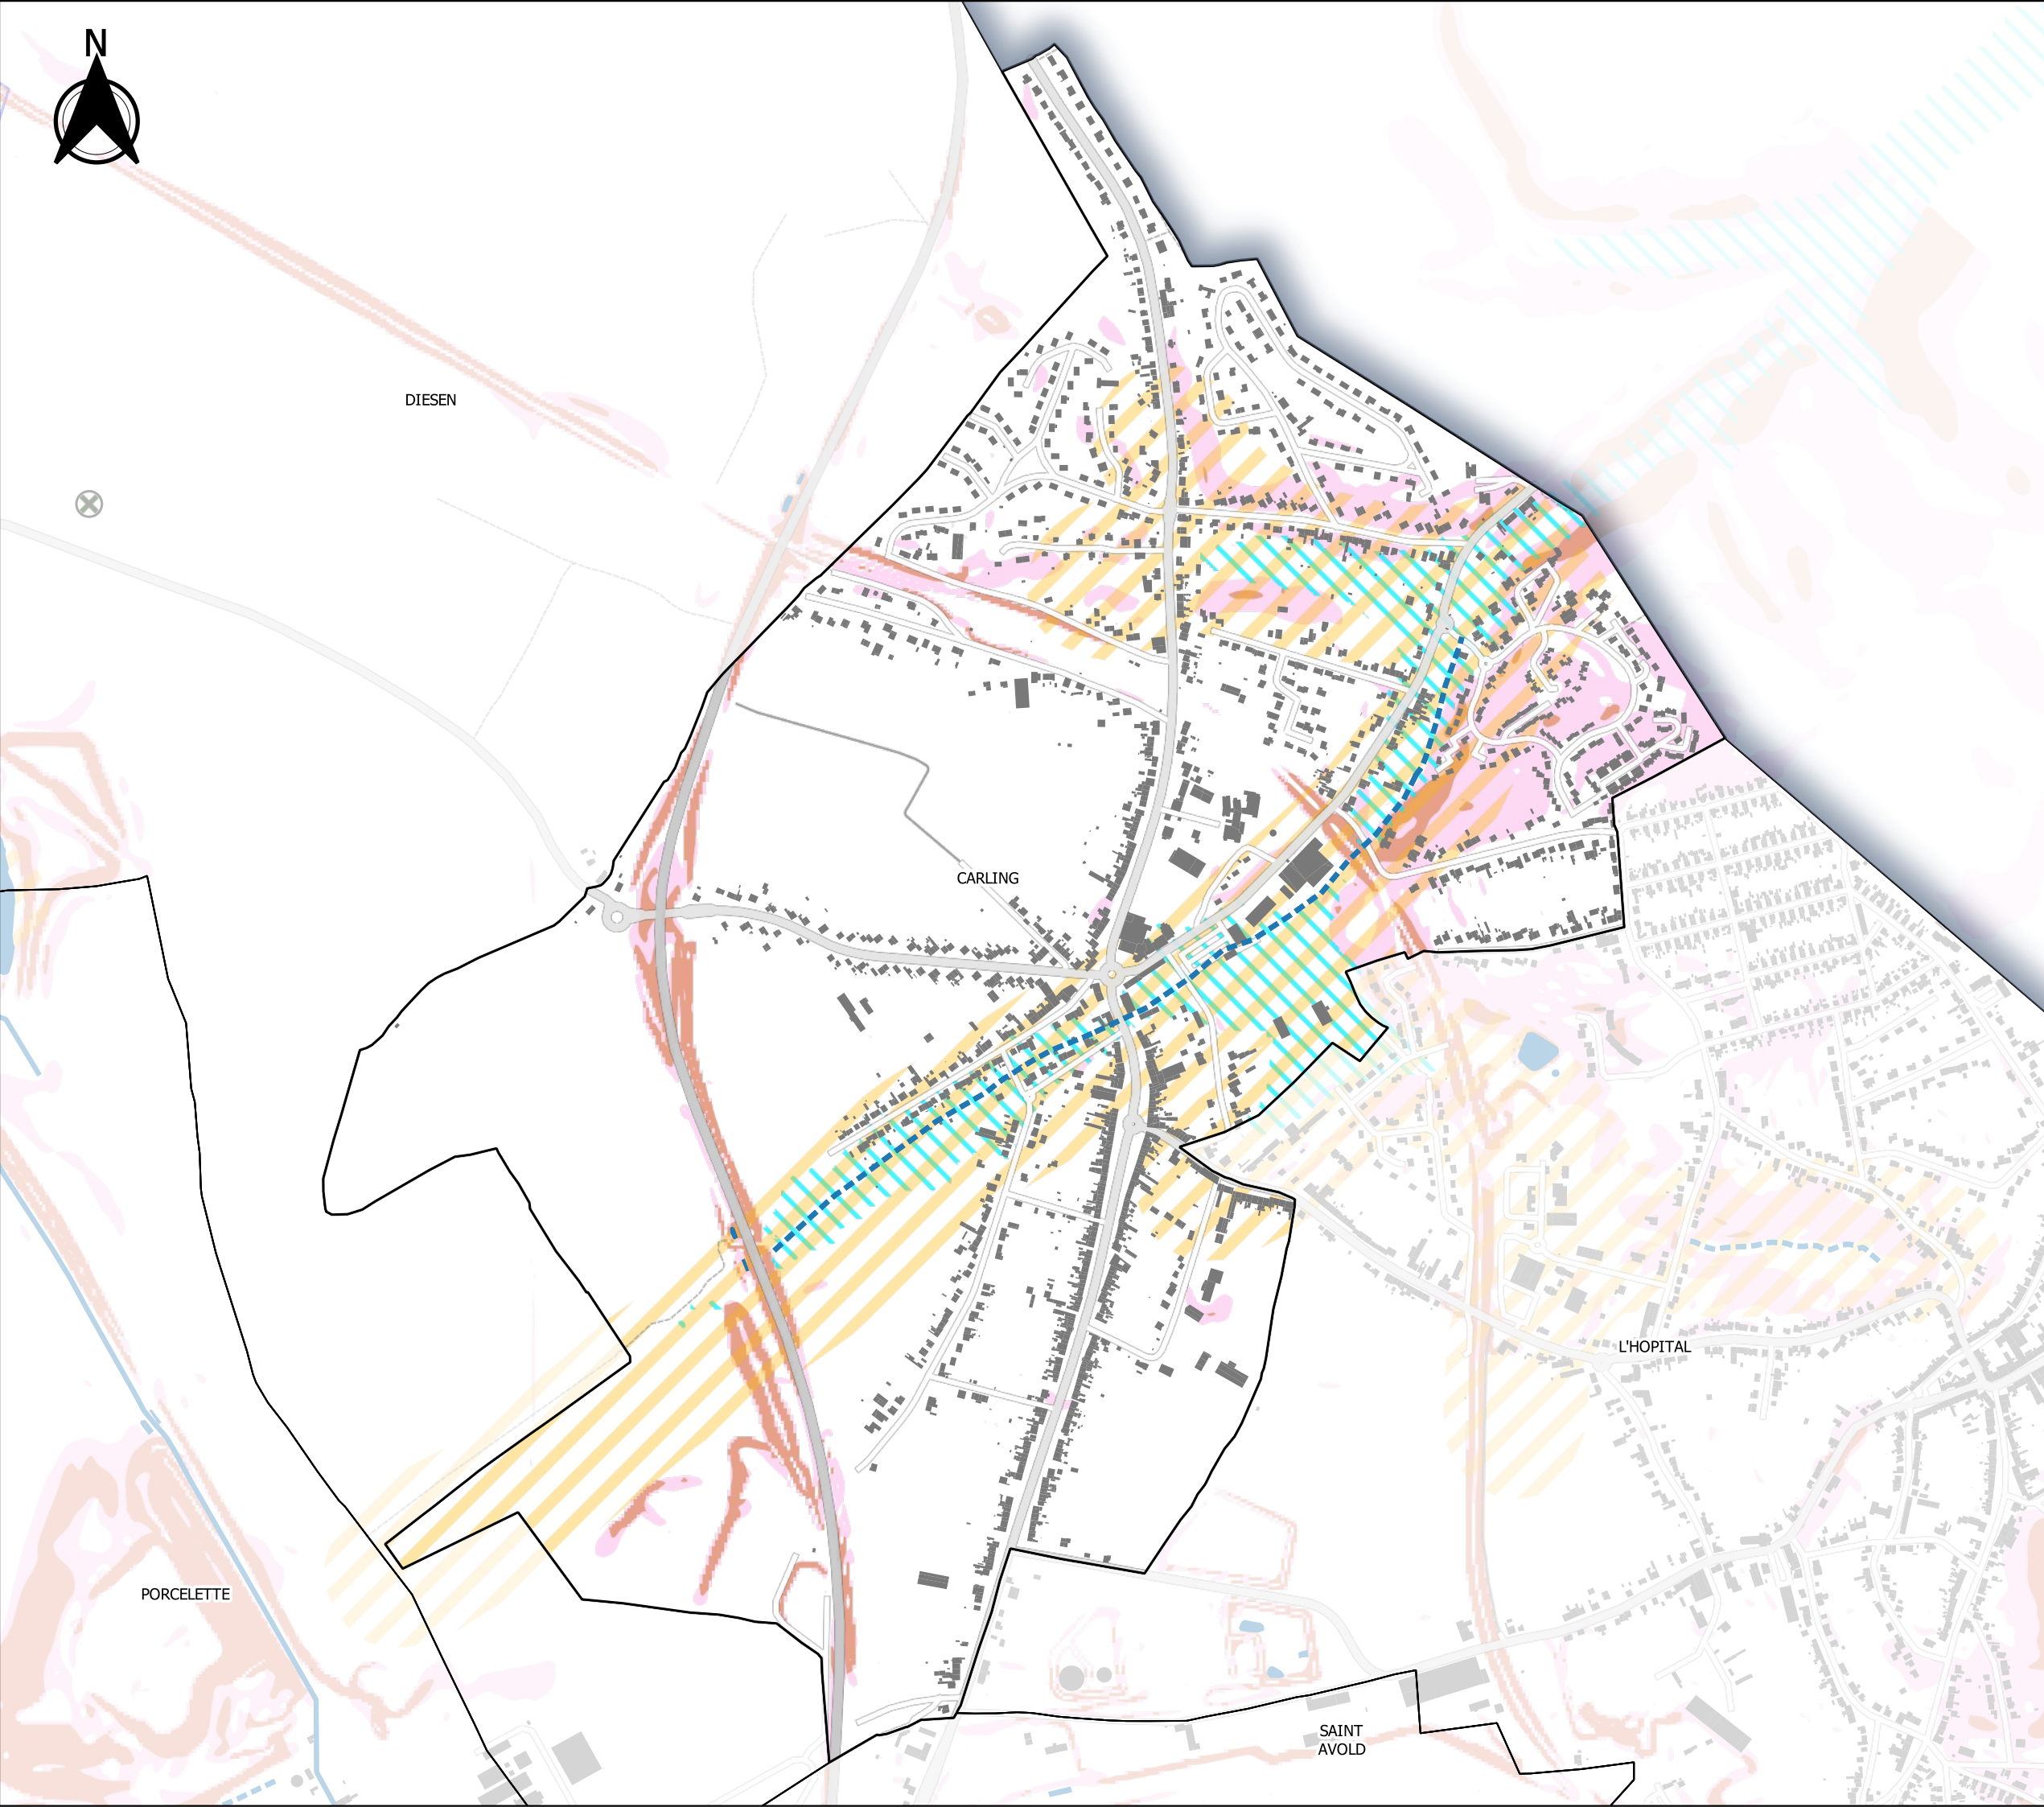 N
DIESEN
CARLING
L'HOPITAL
PORCELETTE
SAINT
AVOLD